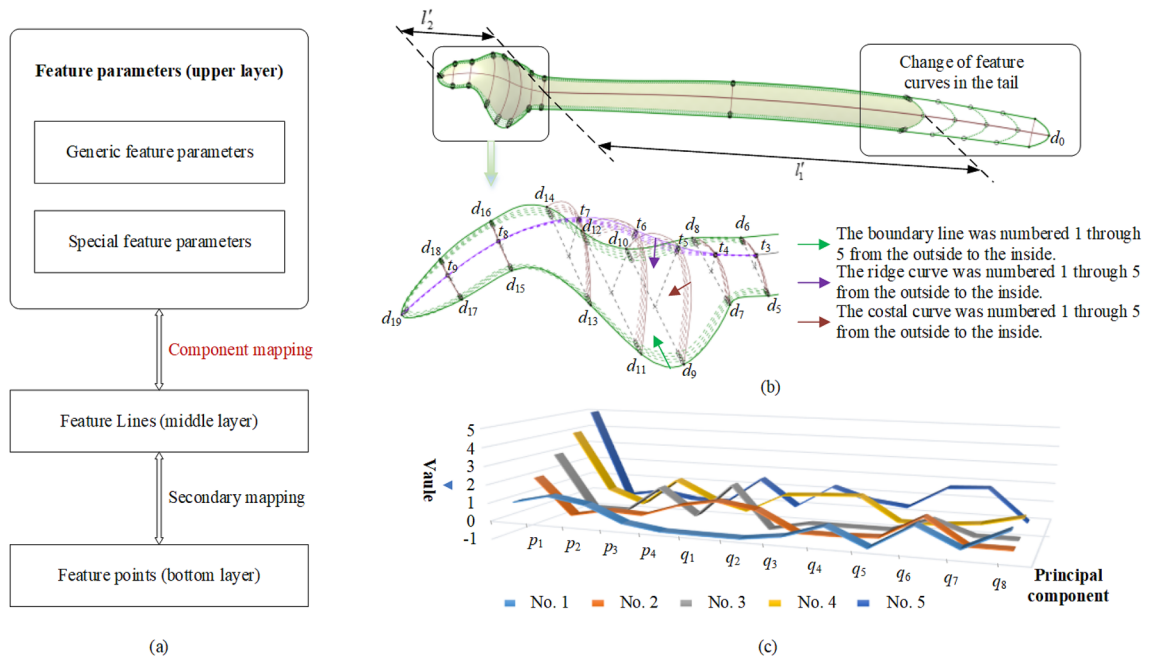 (a)
Feature parameters (upper layer)
Generic feature parameters
Special feature parameters
Component mapping
Feature Lines (middle layer)
Secondary mapping
Feature points (bottom layer)
(a)
l′2
Change of feature
curves in the tail
d0
l′1
d14
t7
d16
d12
t6
d8
d6
t8
d10
t5
t4
t3
d18
t9
d15
d17
d19
d13
d7
d5
d11
d9
The boundary line was numbered 1 through
5 from the outside to the inside.
The ridge curve was numbered 1 through 5
from the outside to the inside.
The costal curve was numbered 1 through 5
from the outside to the inside.
(b)
5
4
3
2
1
0
-1
Vaule
p1 p2 p3 p4 q1 q2 q3 q4 q5 q6 q7 q8
Principal
component
No. 1 No. 2 No. 3 No. 4 No. 5
(c)